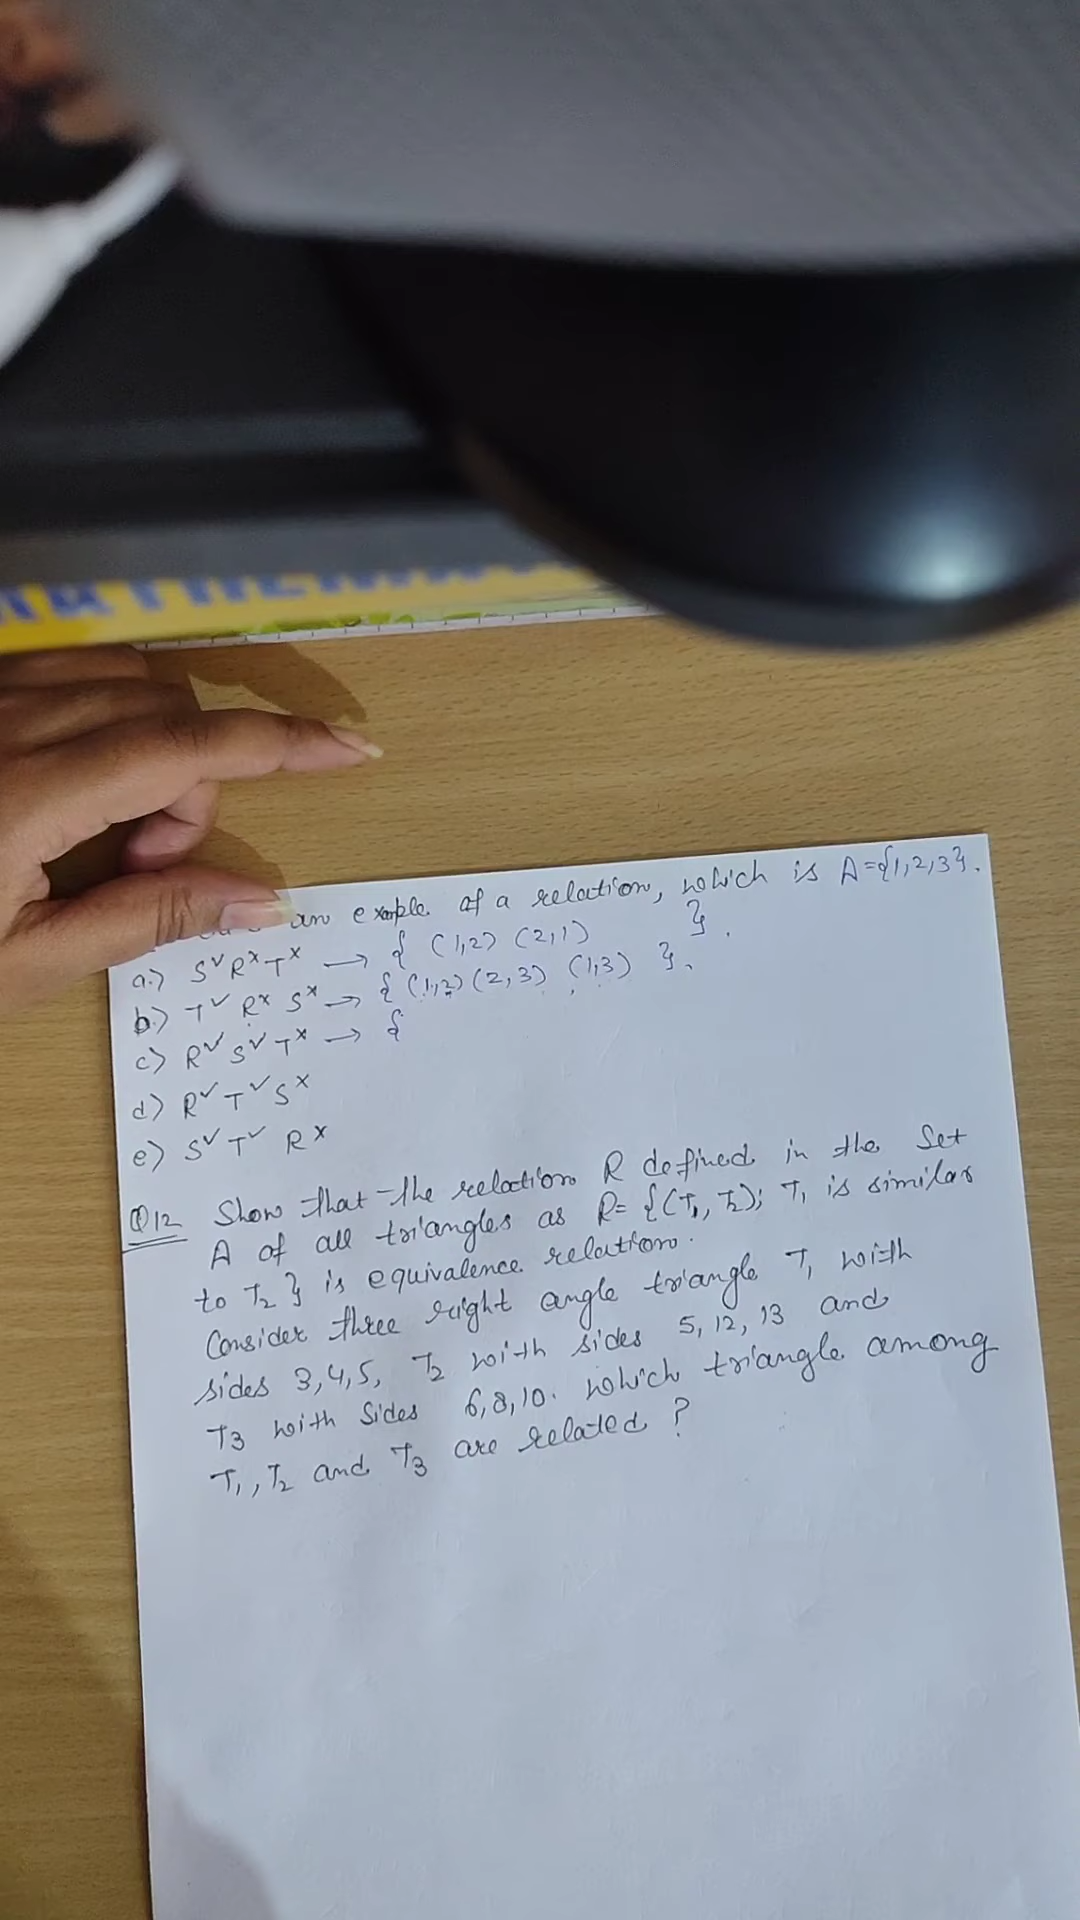 an example of a relation, which is A={1,2,3}.
a.) S✓ R× T× → { (1,2) (2,1) }.
b.) T✓ R× S× → { (1,2) (2,3) (1,3) }.
c) R✓ S✓ T× → {
d) R✓ T✓ S×
e) S✓ T✓ R×
Q12 Show that the relation R defined in the Set
A of all triangles as R= {(T₁, T₂); T₁ is similar
to T₂ } is equivalence relation.
Consider three right angle triangle T₁ with
sides 3,4,5, T₂ with sides 5, 12, 13 and
T3 with Sides 6,8,10. which triangle among
T₁, T₂ and T3 are related ?